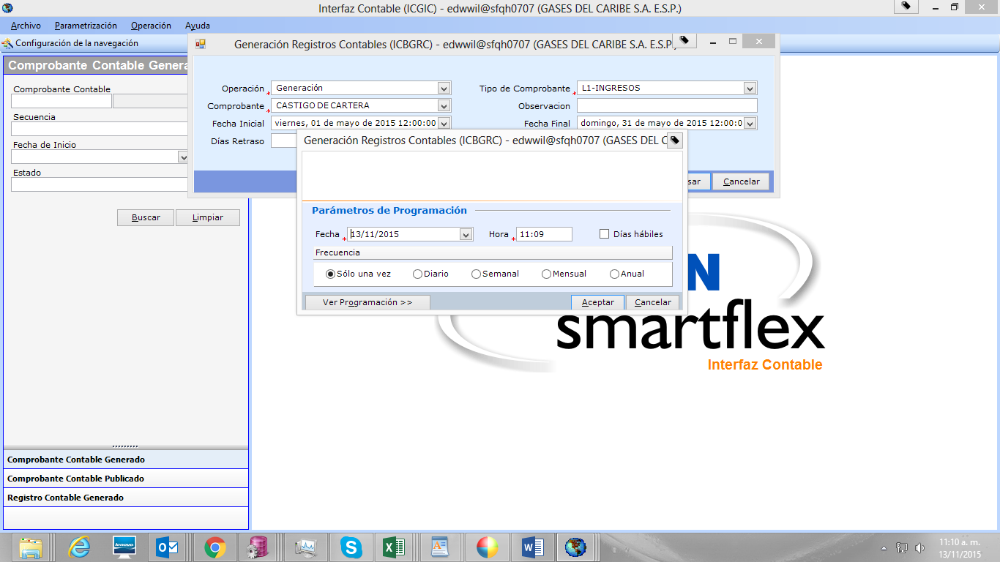 Interfaz Contable (ICGIC) - edwwil@sfqh0707 (GASES DEL CARIBE S.A. E.S.P.)
Archivo Parametrización Operación Ayuda
Configuración de la navegación
Generación Registros Contables (ICBGRC) - edwwil@sfqh0707 (GASES DEL CARIBE S.A. E.S.P.
Comprobante Contable Genera
Comprobante Contable
Secuencia
Fecha de Inicio
Estado
Buscar Limpiar
Operación * Generación Tipo de Comprobante * L1-INGRESOS
Comprobante * CASTIGO DE CARTERA Observacion
Fecha Inicial viernes, 01 de mayo de 2015 12:00:00 Fecha Final domingo, 31 de mayo de 2015 12:00:0
Días Retraso
sar Cancelar
Generación Registros Contables (ICBGRC) - edwwil@sfqh0707 (GASES DEL C
Parámetros de Programación
Fecha * 13/11/2015 Hora * 11:09 Días hábiles
Frecuencia
Sólo una vez Diario Semanal Mensual Anual
Ver Programación >> Aceptar Cancelar
N
smartflex
Interfaz Contable
Comprobante Contable Generado
Comprobante Contable Publicado
Registro Contable Generado
lenovo
11:10 a. m.
13/11/2015